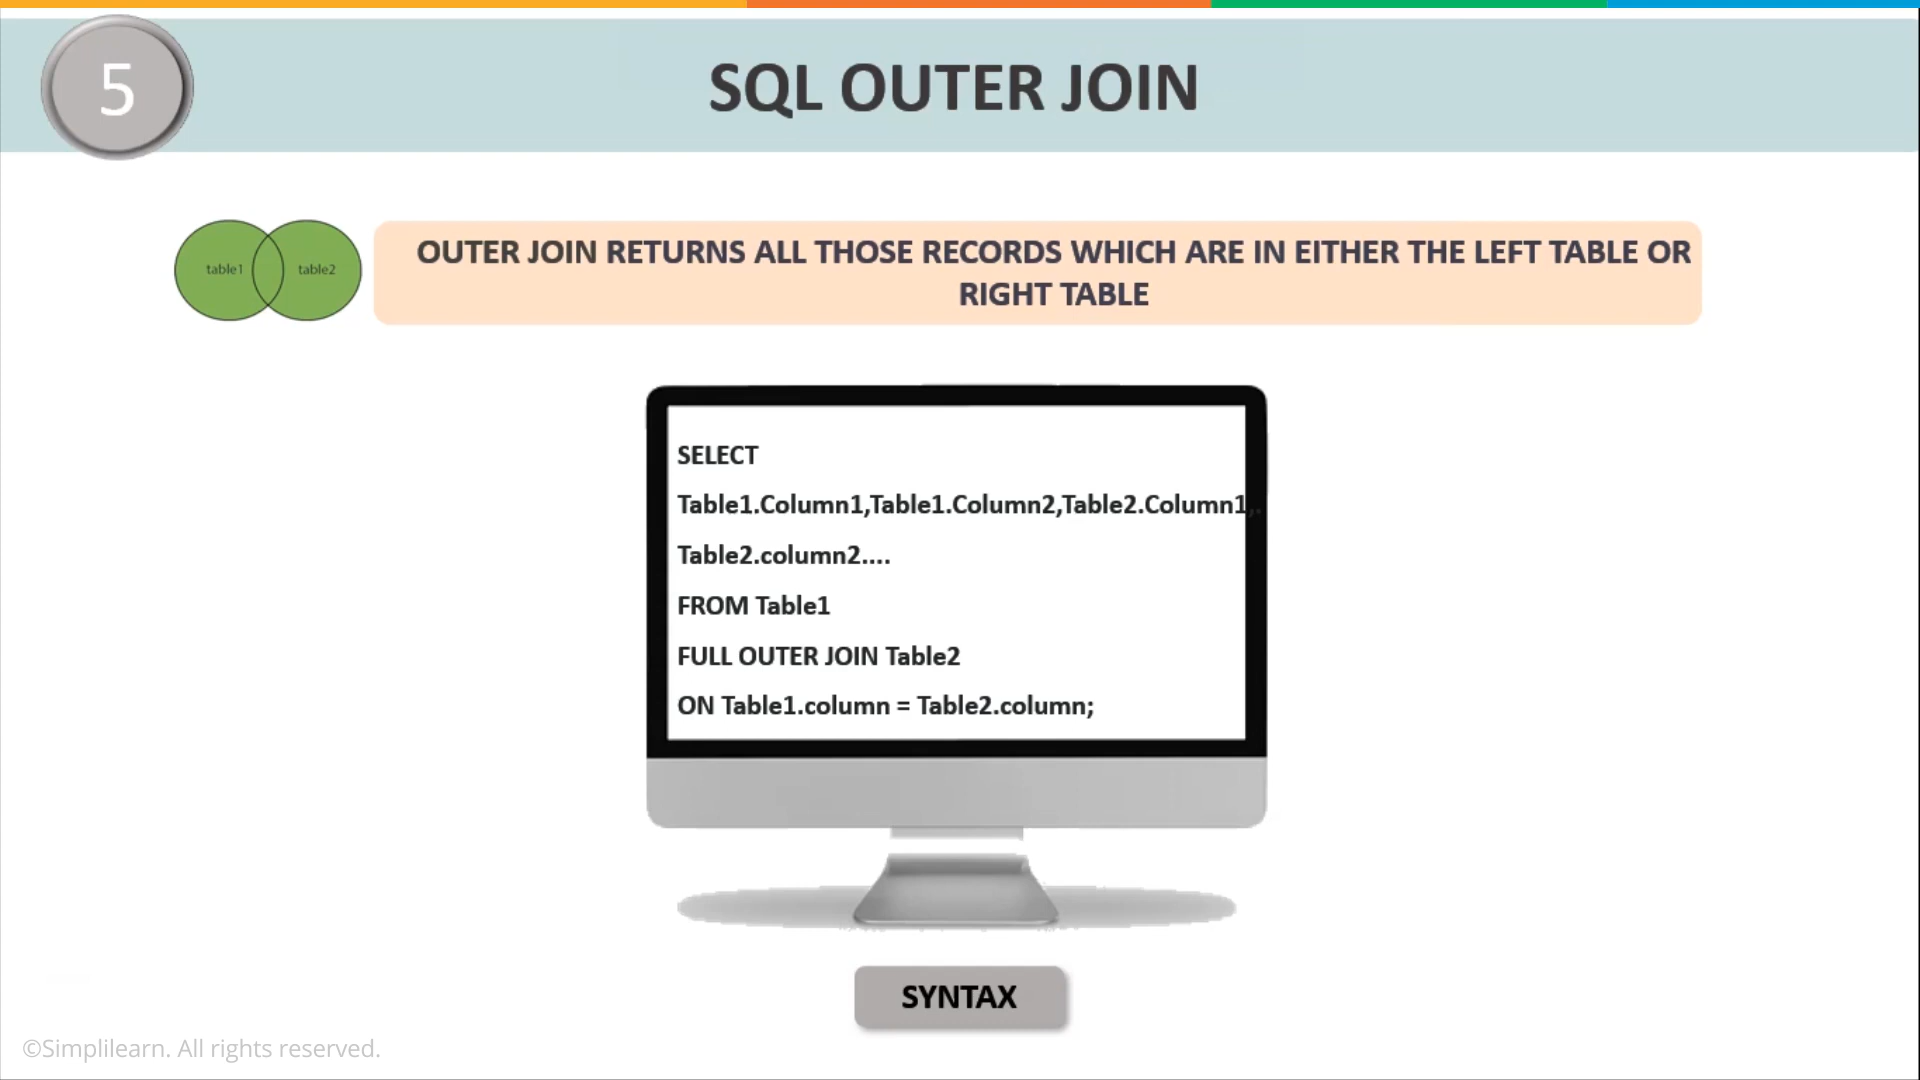 5
SQL OUTER JOIN
table1
table2
OUTER JOIN RETURNS ALL THOSE RECORDS WHICH ARE IN EITHER THE LEFT TABLE OR
RIGHT TABLE
SELECT
Table1.Column1,Table1.Column2,Table2.Column1,.
Table2.column2....
FROM Table1
FULL OUTER JOIN Table2
ON Table1.column = Table2.column;
SYNTAX
©Simplilearn. All rights reserved.